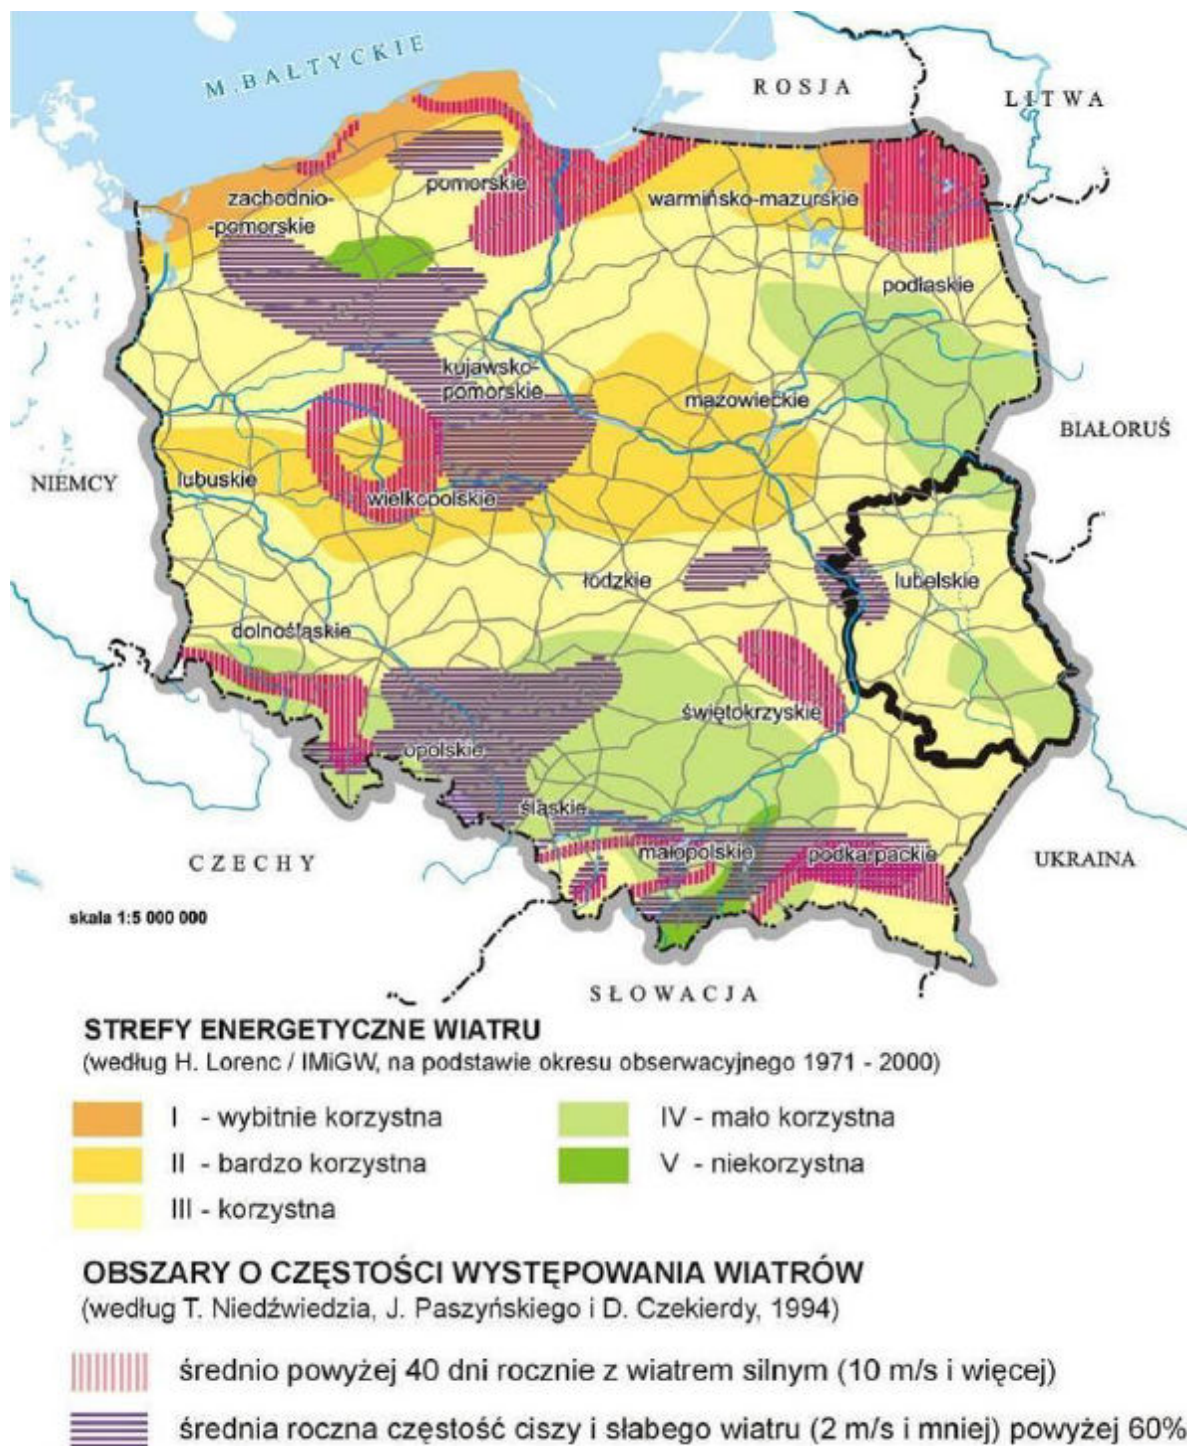 M. BAŁTYCKIE
ROSJA
LITWA
pomorskie
zachodnio-
-pomorskie
warmińsko-mazurskie
podlaskie
kujawsko-
pomorskie
mazowieckie
BIAŁORUŚ
NIEMCY
lubuskie
wielkopolskie
łódzkie
lubelskie
dolnośląskie
świętokrzyskie
opolskie
śląskie
małopolskie
podkarpackie
CZECHY
UKRAINA
skala 1:5 000 000
SŁOWACJA
STREFY ENERGETYCZNE WIATRU
(według H. Lorenc / IMiGW, na podstawie okresu obserwacyjnego 1971 - 2000)
I - wybitnie korzystna
II - bardzo korzystna
III - korzystna
IV - mało korzystna
V - niekorzystna
OBSZARY O CZĘSTOŚCI WYSTĘPOWANIA WIATRÓW
(według T. Niedźwiedzia, J. Paszyńskiego i D. Czekierdy, 1994)
średnio powyżej 40 dni rocznie z wiatrem silnym (10 m/s i więcej)
średnia roczna częstość ciszy i słabego wiatru (2 m/s i mniej) powyżej 60%